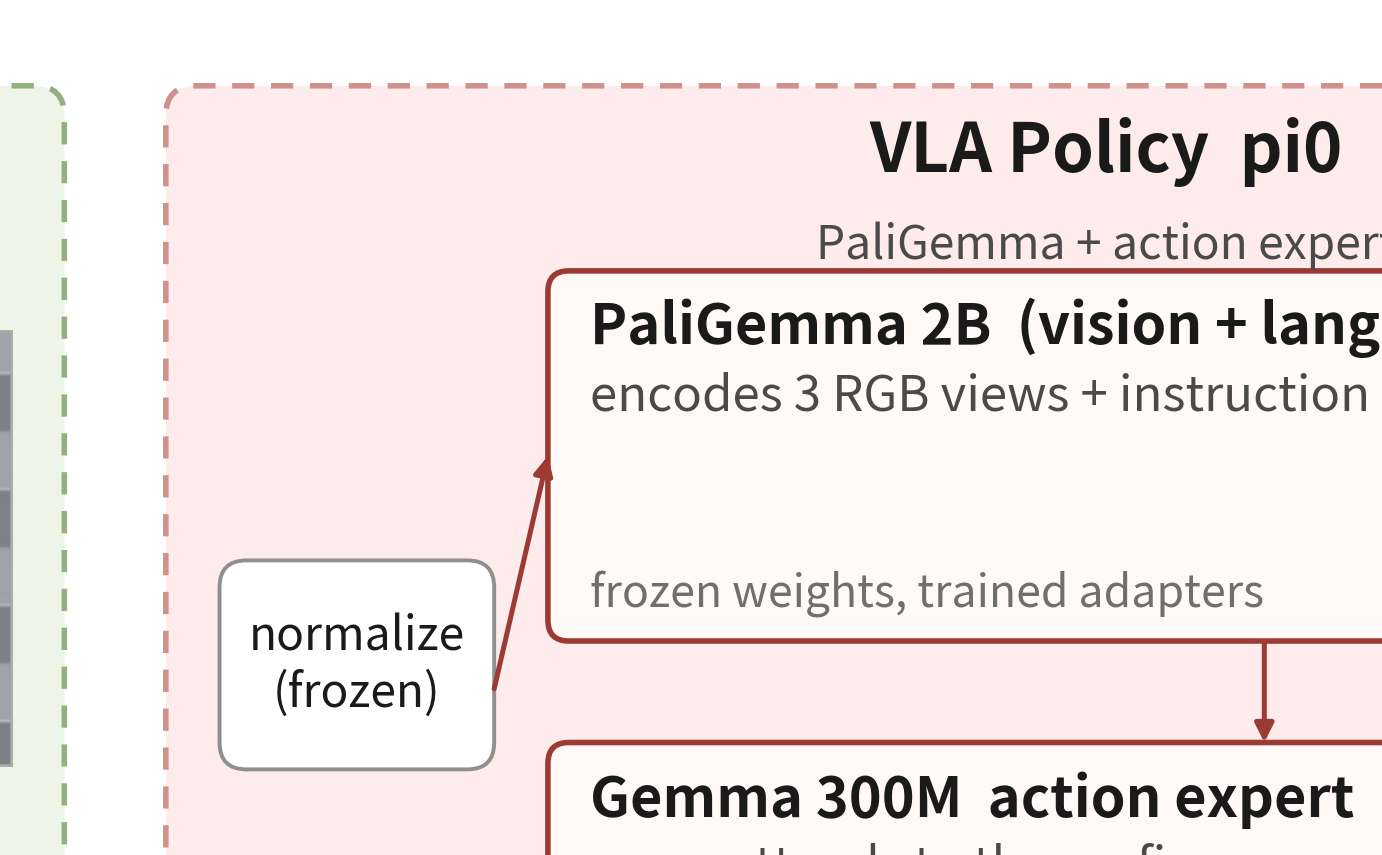 VLA Policy pi0
PaliGemma + action exper
PaliGemma 2B (vision + lang
encodes 3 RGB views + instruction
frozen weights, trained adapters
normalize
(frozen)
Gemma 300M action expert